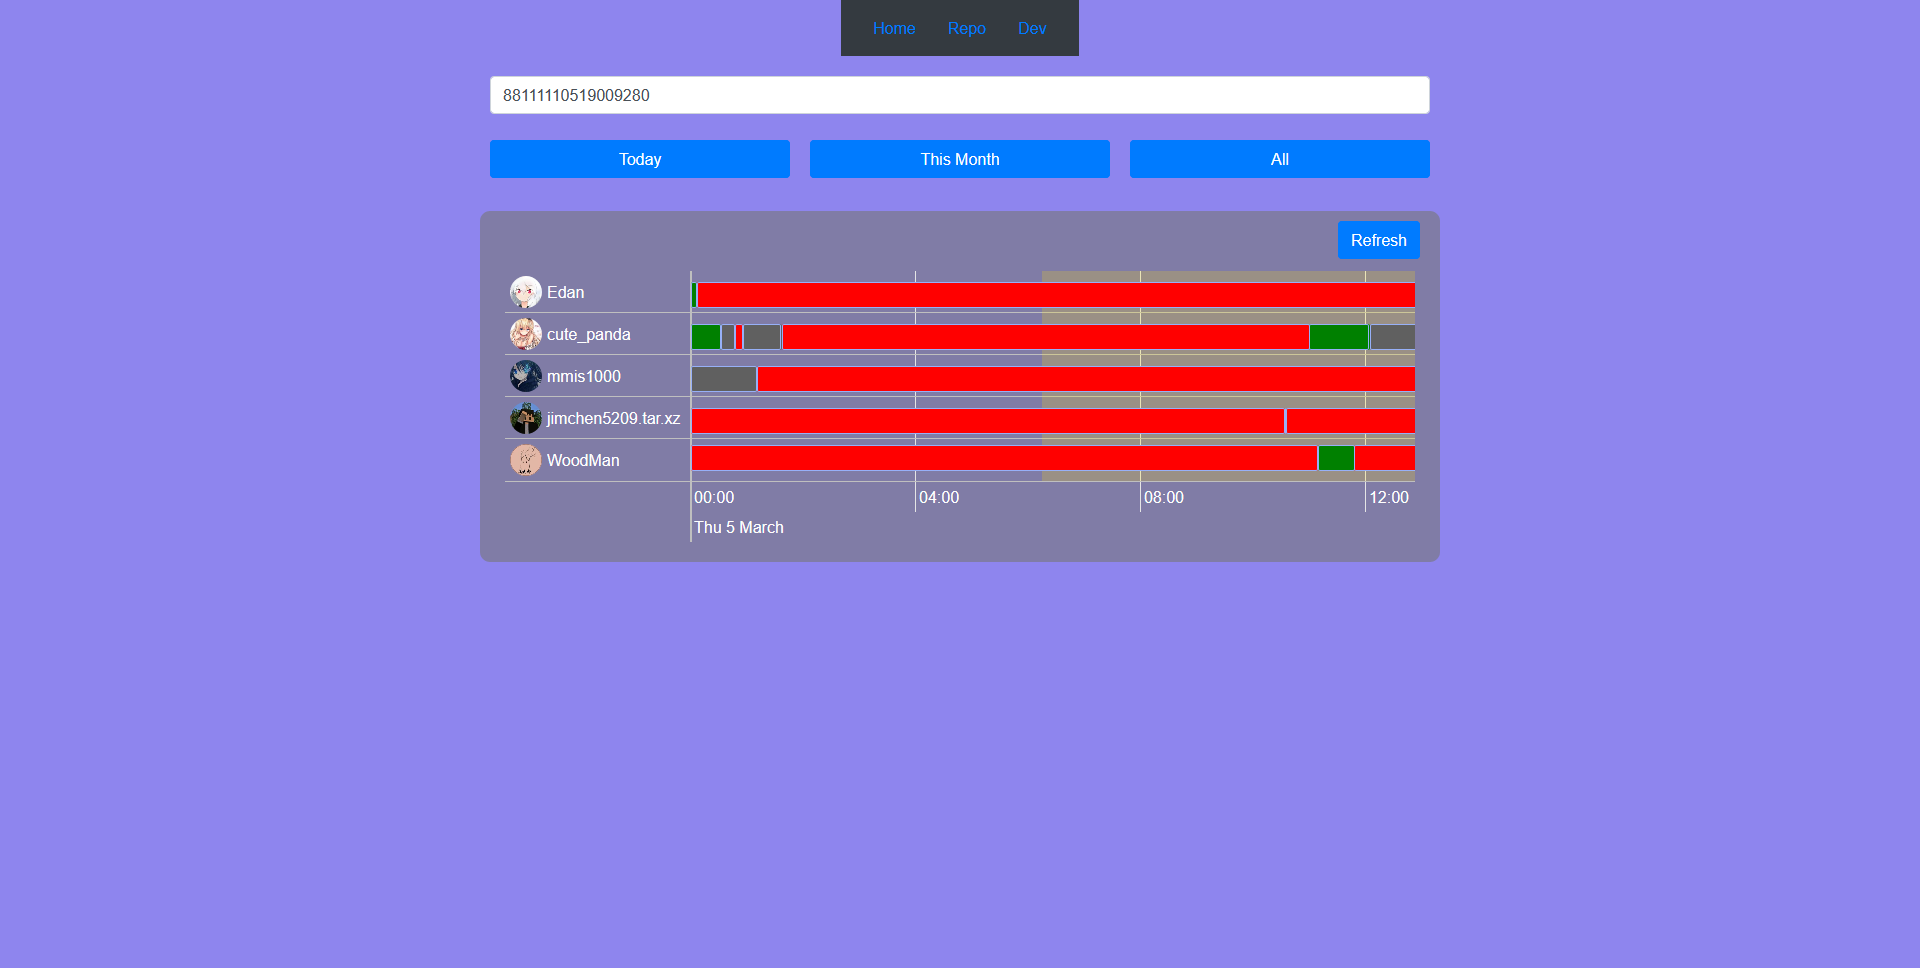 Home Repo Dev
88111110519009280
Today This Month All
Refresh
Edan
cute_panda
mmis1000
jimchen5209.tar.xz
WoodMan
00:00 04:00 08:00 12:00
Thu 5 March